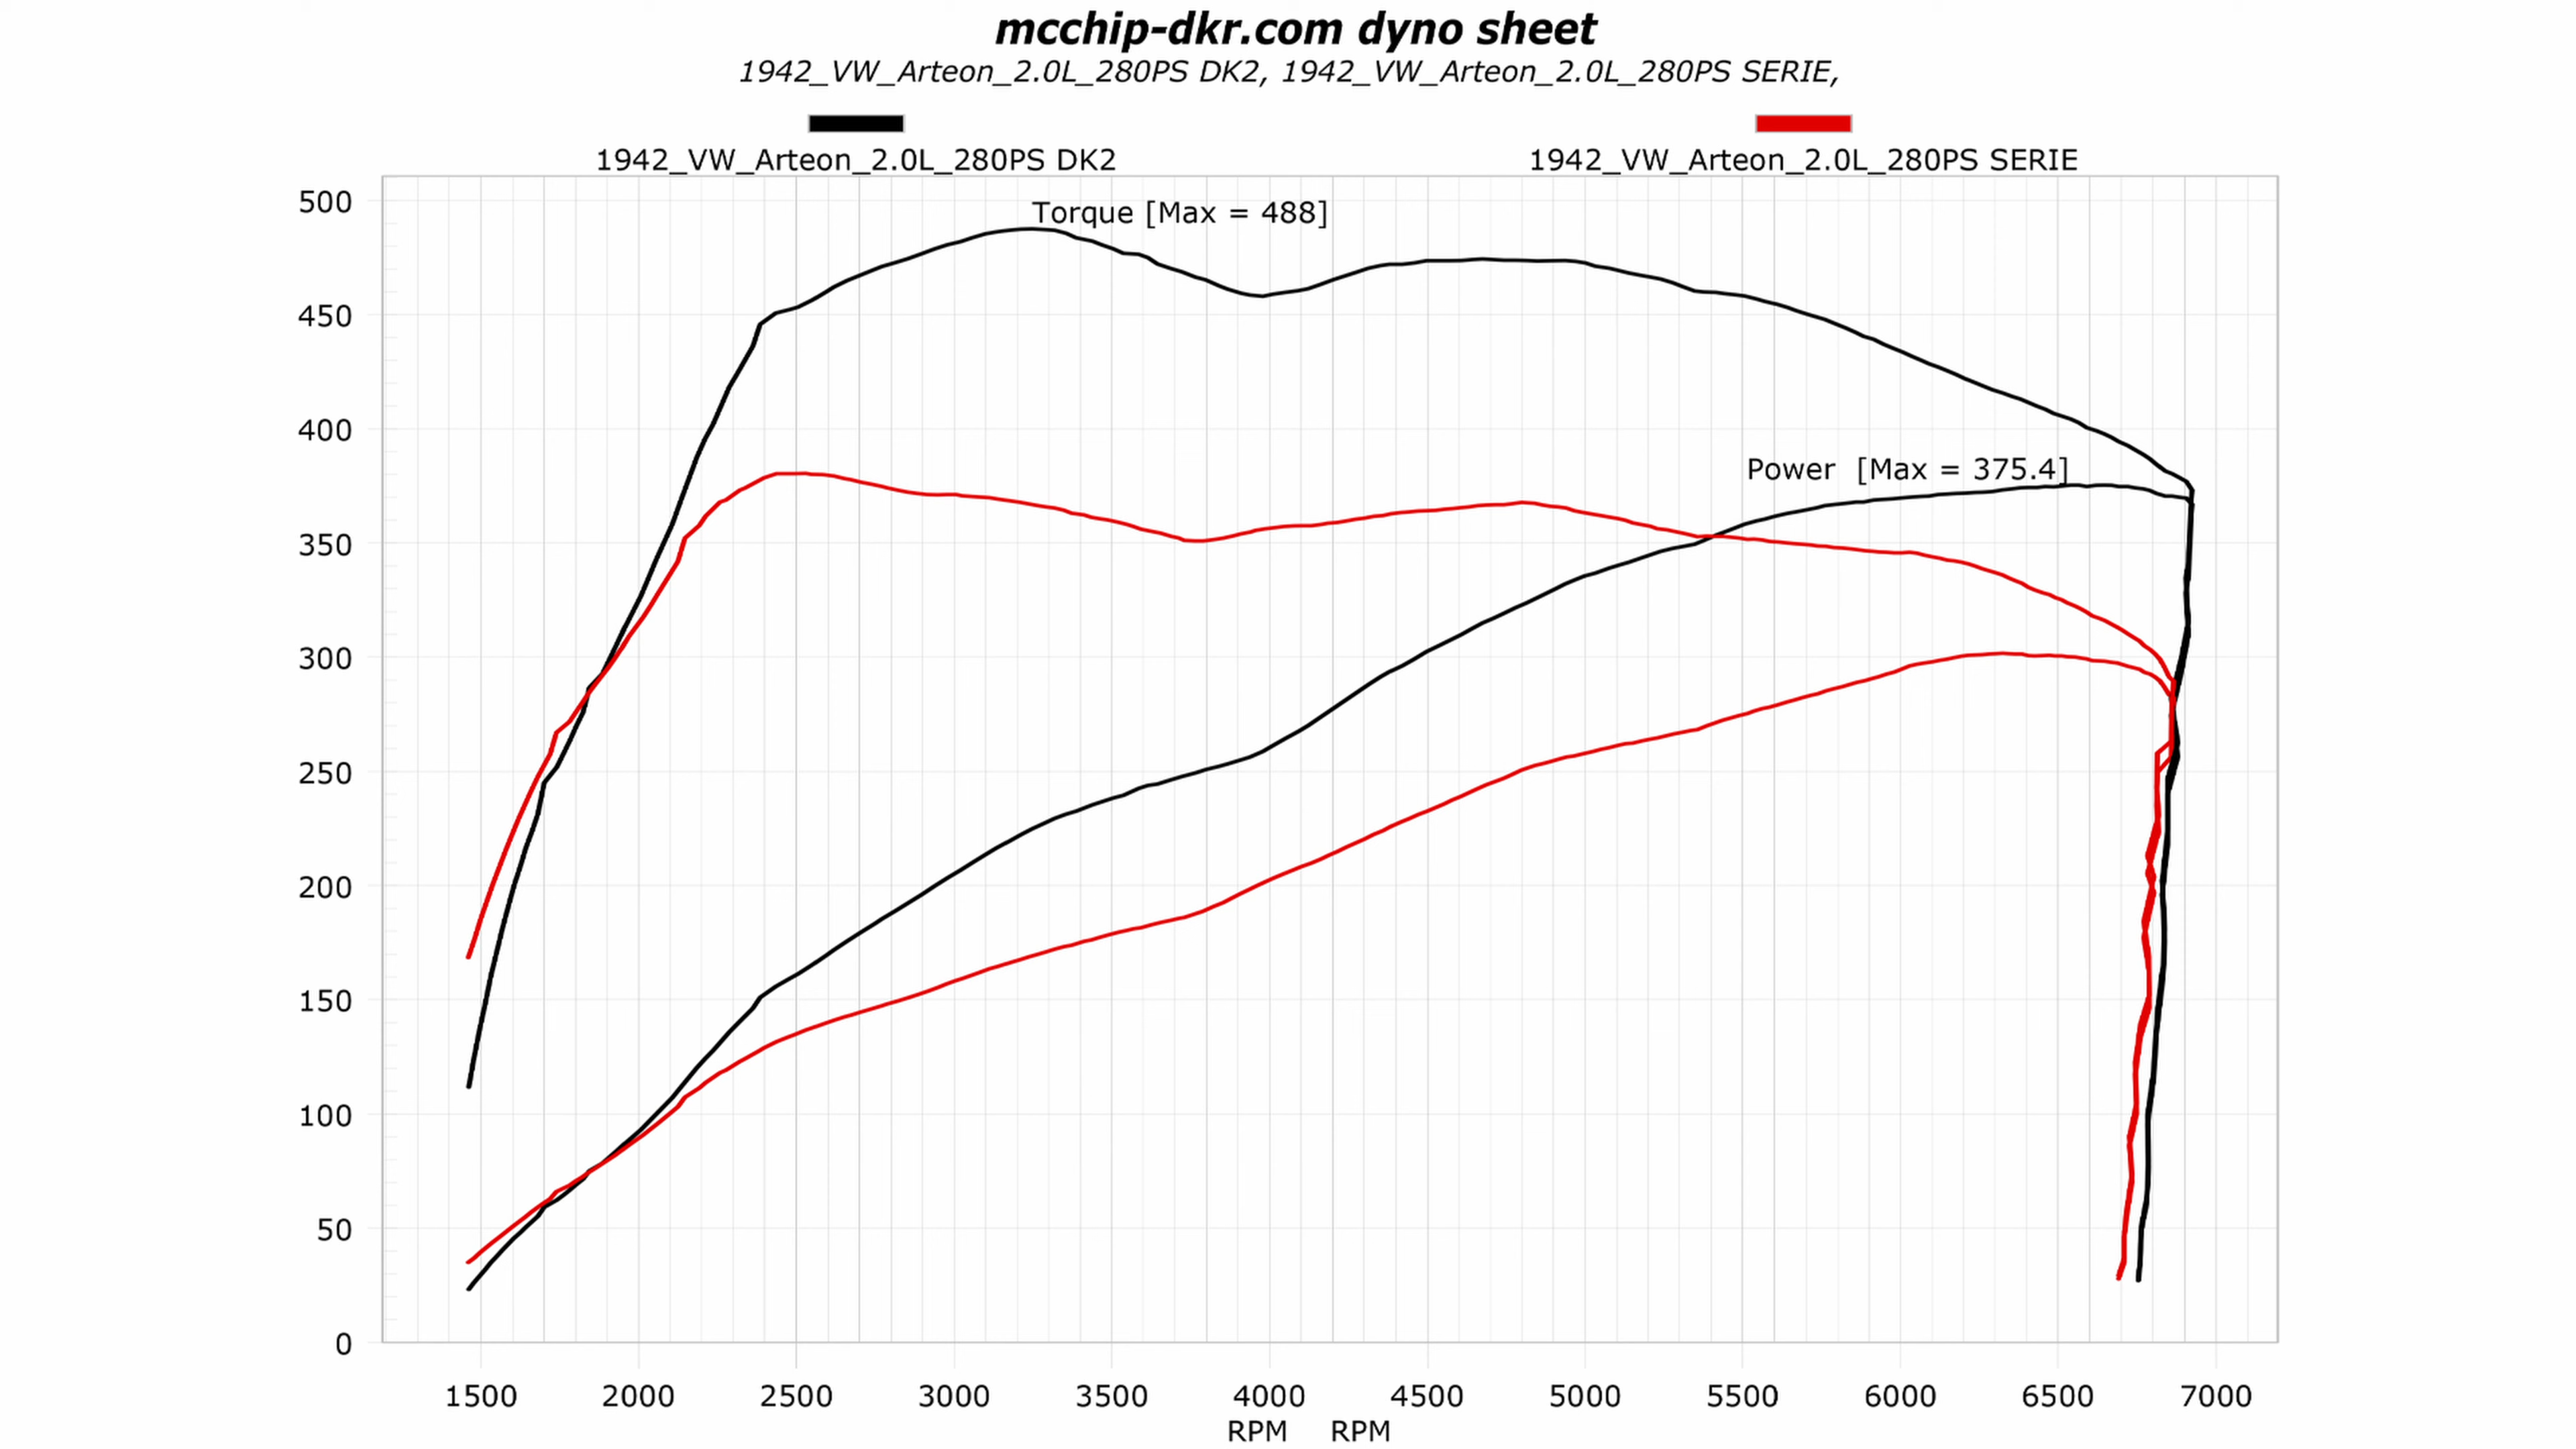 mcchip-dkr.com dyno sheet
1942_VW_Arteon_2.0L_280PS DK2, 1942_VW_Arteon_2.0L_280PS SERIE,
1942_VW_Arteon_2.0L_280PS DK2
1942_VW_Arteon_2.0L_280PS SERIE
Torque [Max = 488]
Power [Max = 375.4]
500
450
400
350
300
250
200
150
100
50
0
1500 2000 2500 3000 3500 4000 4500 5000 5500 6000 6500 7000
RPM RPM